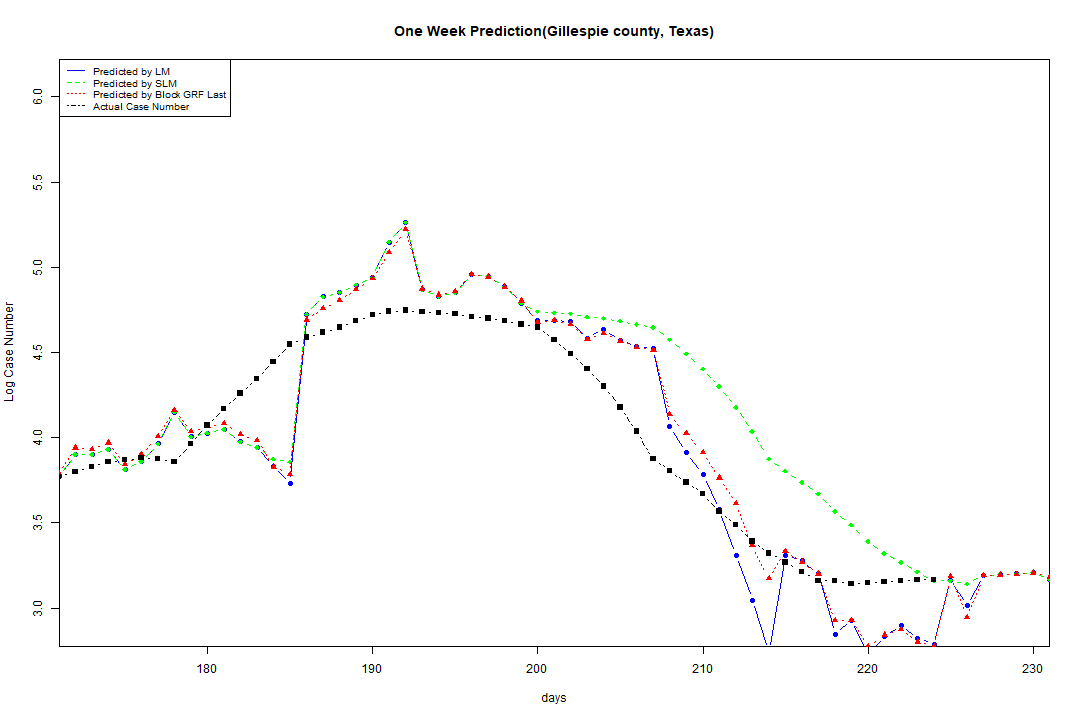 One Week Prediction(Gillespie county, Texas)
Predicted by LM
Predicted by SLM
Predicted by Block GRF Last
Actual Case Number
6.0
5.5
5.0
4.5
4.0
3.5
3.0
Log Case Number
180 190 200 210 220 230
days